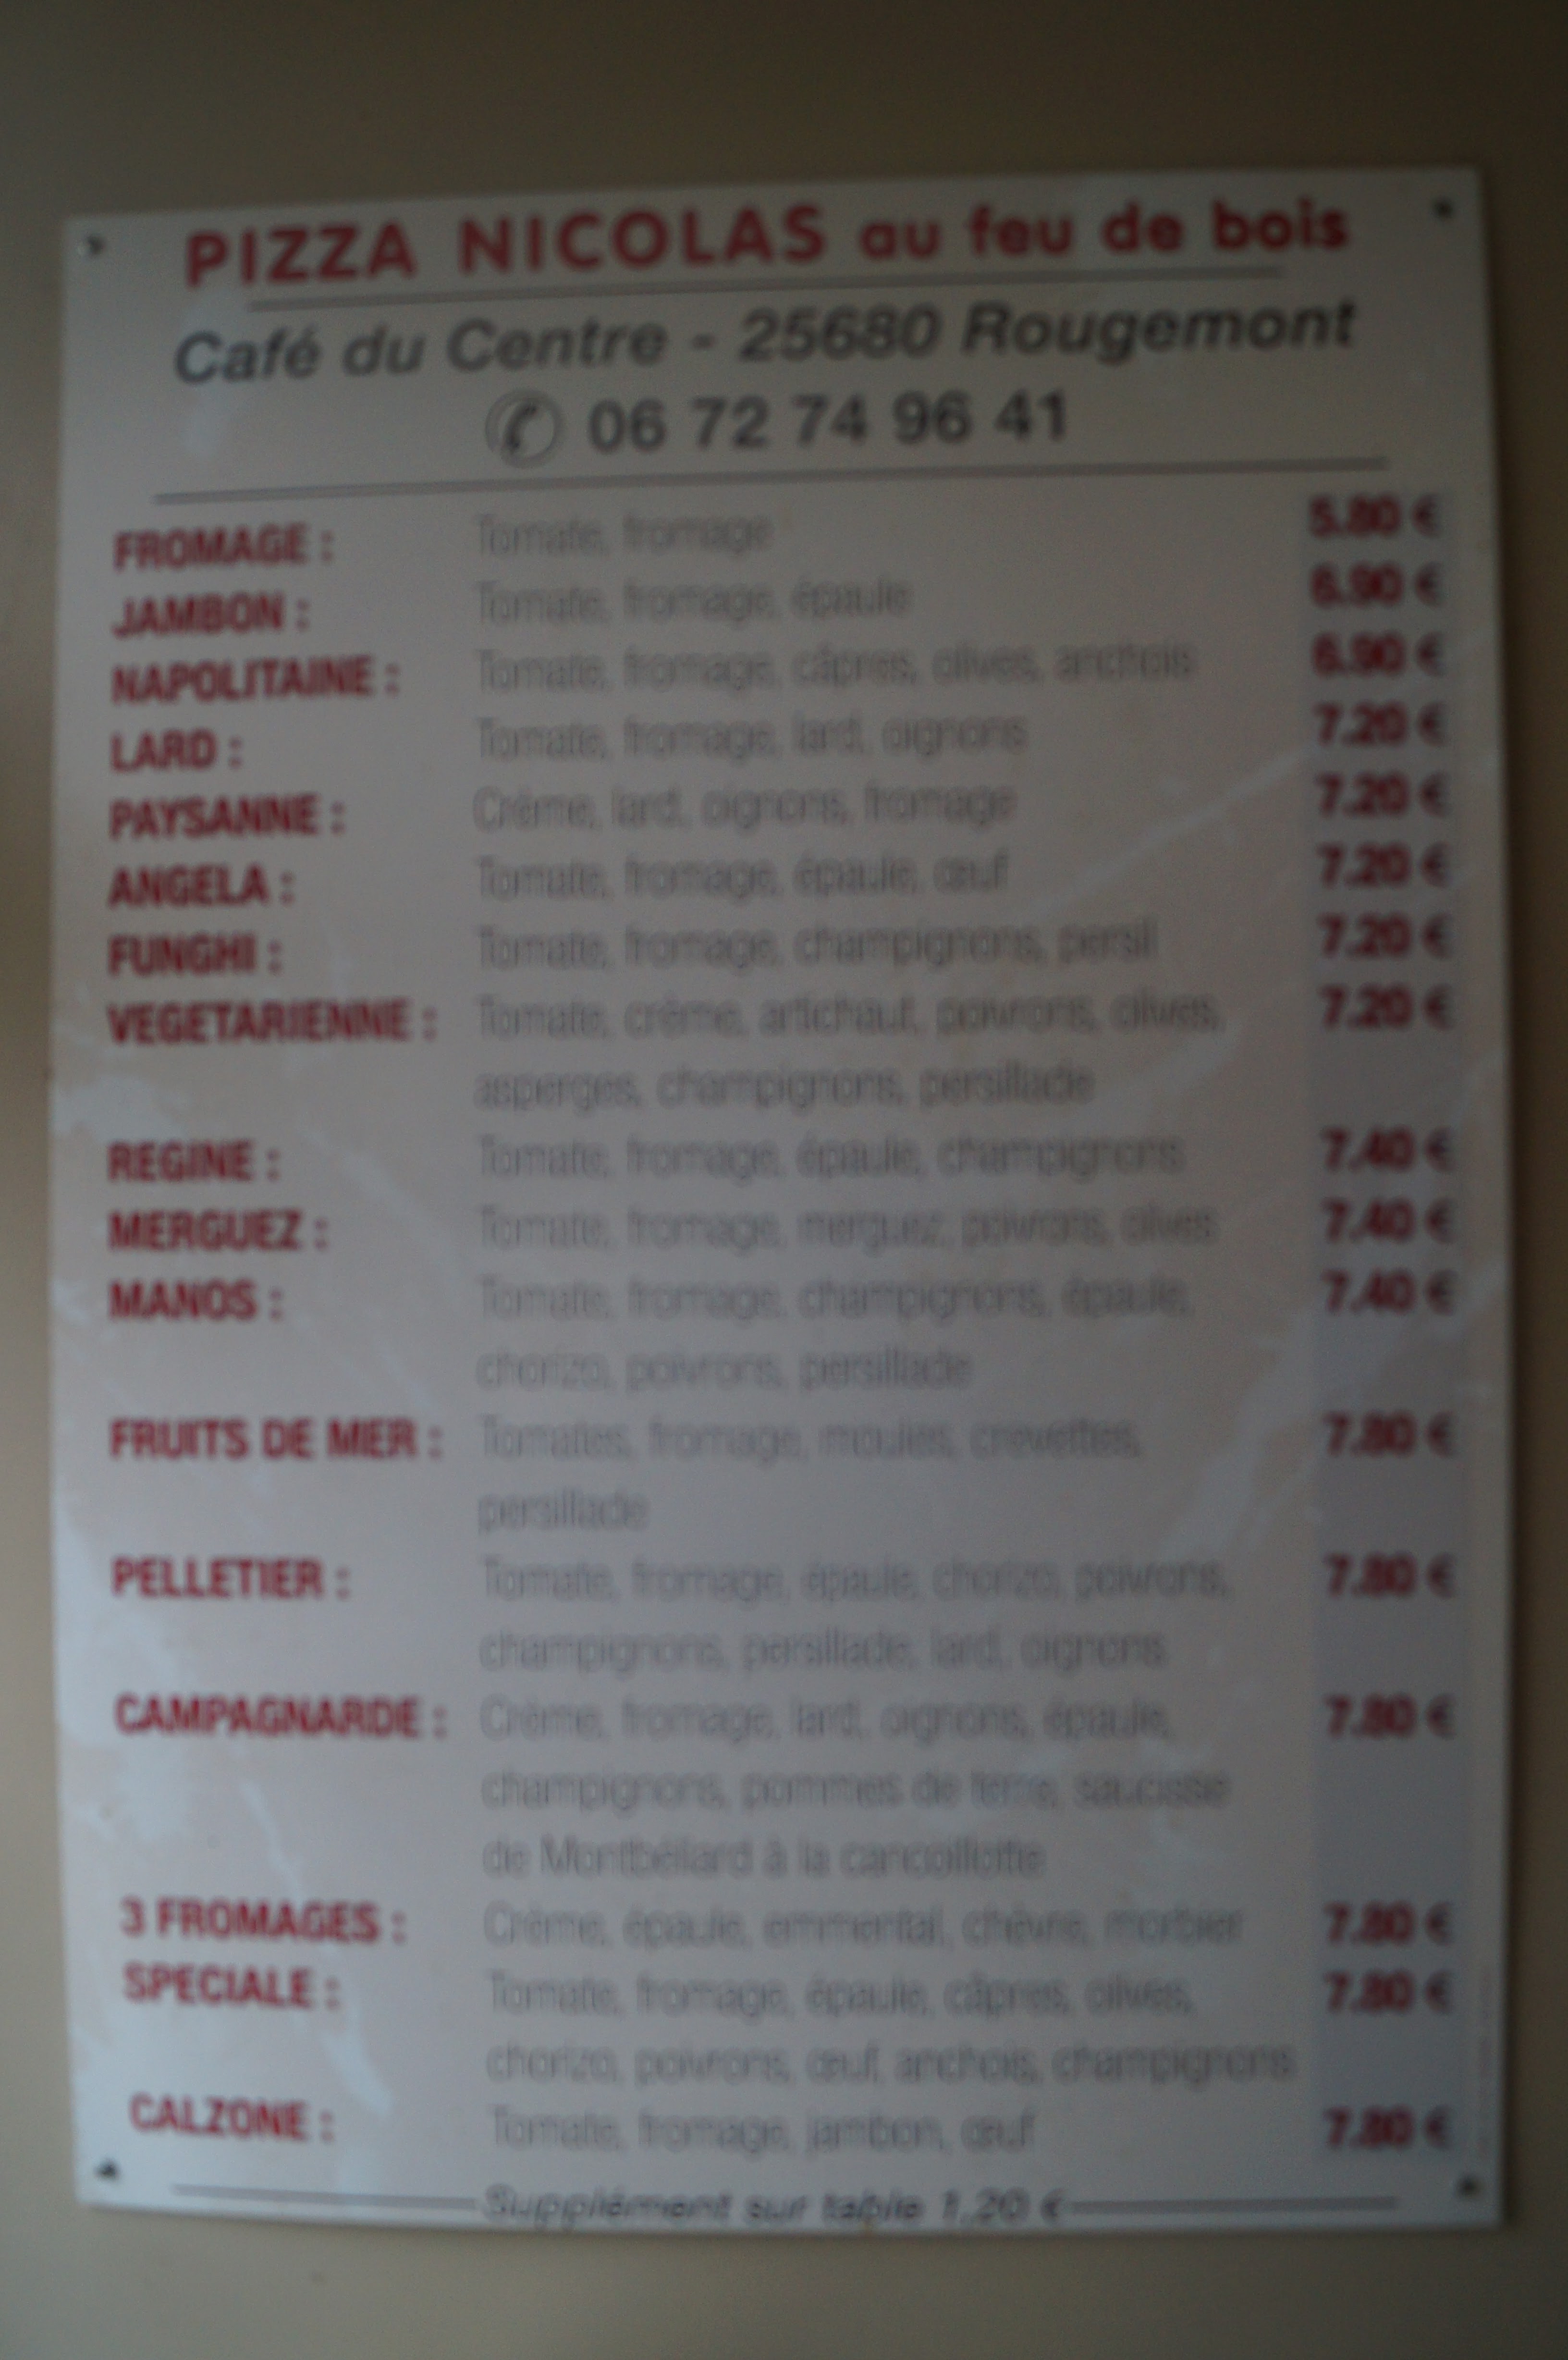 PIZZA NICOLAS au feu de bois
Café du Centre - 25680 Rougemont
✆ 06 72 74 96 41
FROMAGE : Tomate, fromage 5.80 €
JAMBON : Tomate, fromage, épaule 6.90 €
NAPOLITAINE : Tomate, fromage, câpres, olives, anchois 6.90 €
LARD : Tomate, fromage, lard, oignons 7.20 €
PAYSANNE : Crème, lard, oignons, fromage 7.20 €
ANGELA : Tomate, fromage, épaule, œuf 7.20 €
FUNGHI : Tomate, fromage, champignons, persil 7.20 €
VEGETARIENNE : Tomate, crème, artichaut, poivrons, olives, 7.20 €
asperges, champignons, persillade
REGINE : Tomate, fromage, épaule, champignons 7.40 €
MERGUEZ : Tomate, fromage, merguez, poivrons, olives 7.40 €
MANOS : Tomate, fromage, champignons, épaule, 7.40 €
chorizo, poivrons, persillade
FRUITS DE MER : Tomates, fromage, moules, crevettes, 7.80 €
persillade
PELLETIER : Tomate, fromage, épaule, chorizo, poivrons, 7.80 €
champignons, persillade, lard, oignons
CAMPAGNARDE : Crème, fromage, lard, oignons, épaule, 7.80 €
champignons, pommes de terre, saucisse
de Montbéliard à la cancoillotte
3 FROMAGES : Crème, épaule, emmental, chèvre, morbier 7.80 €
SPECIALE : Tomate, fromage, épaule, câpres, olives, 7.80 €
chorizo, poivrons, œuf, anchois, champignons
CALZONE : Tomate, fromage, jambon, œuf 7.80 €
Supplément sur table 1,20 €